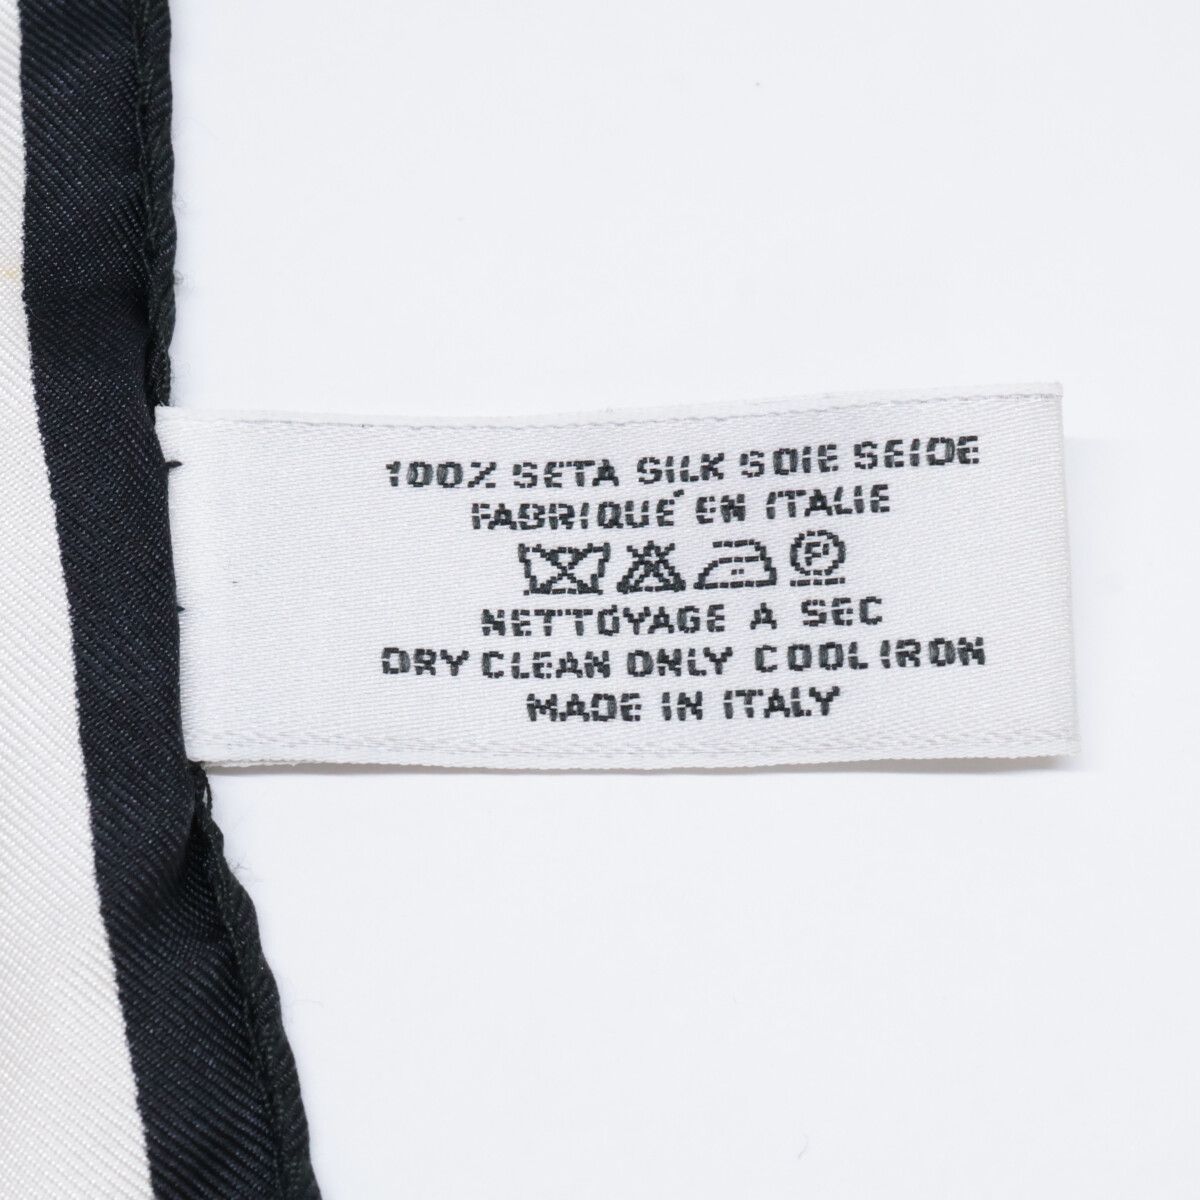 100% SETA SILK SOIE SEIDE
FABRIQUÉ EN ITALIE
P
NETTOYAGE A SEC
DRY CLEAN ONLY COOL IRON
MADE IN ITALY